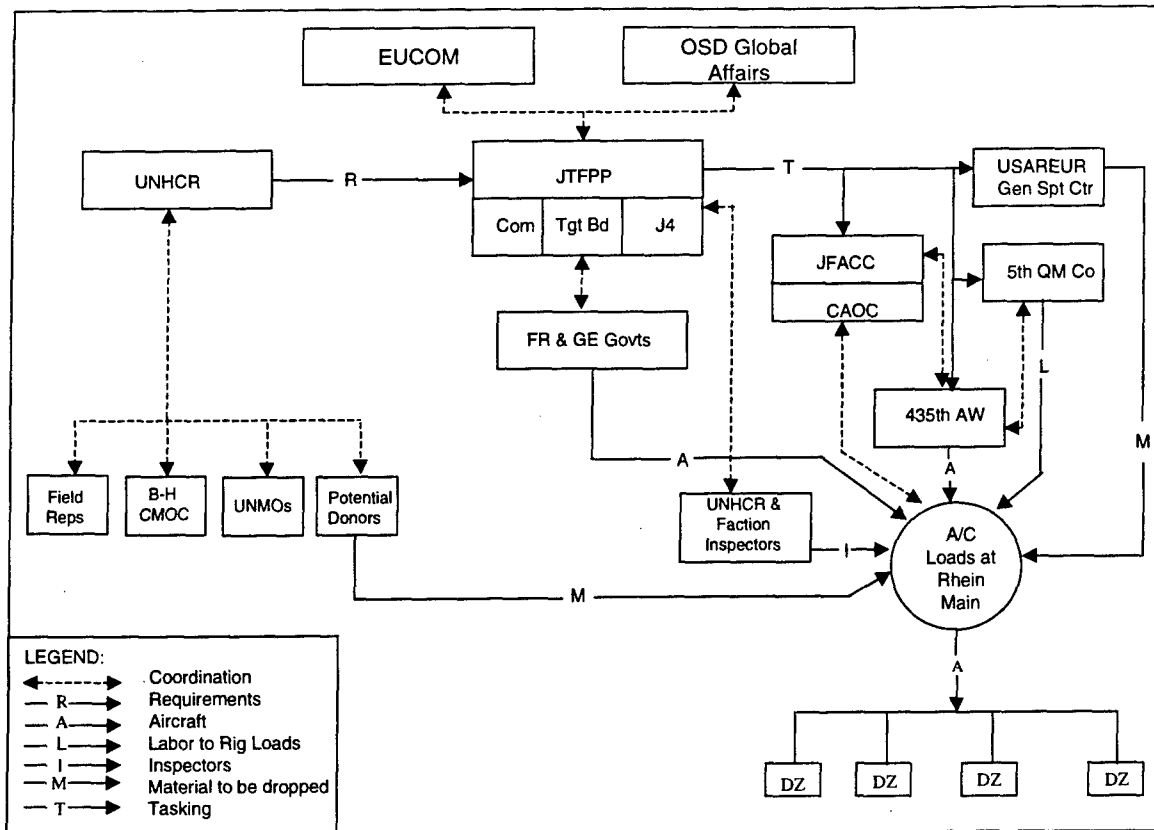 EUCOM
OSD Global
Affairs
UNHCR
R
JTFPP
Com
Tgt Bd
J4
T
USAREUR
Gen Spt Ctr
JFACC
CAOC
5th QM Co
FR & GE Govts
L
435th AW
M
A
A
Field
Reps
B-H
CMOC
UNMOs
Potential
Donors
UNHCR &
Faction
Inspectors
I
A/C
Loads at
Rhein
Main
M
LEGEND:
Coordination
R Requirements
A Aircraft
L Labor to Rig Loads
I Inspectors
M Material to be dropped
T Tasking
A
DZ
DZ
DZ
DZ